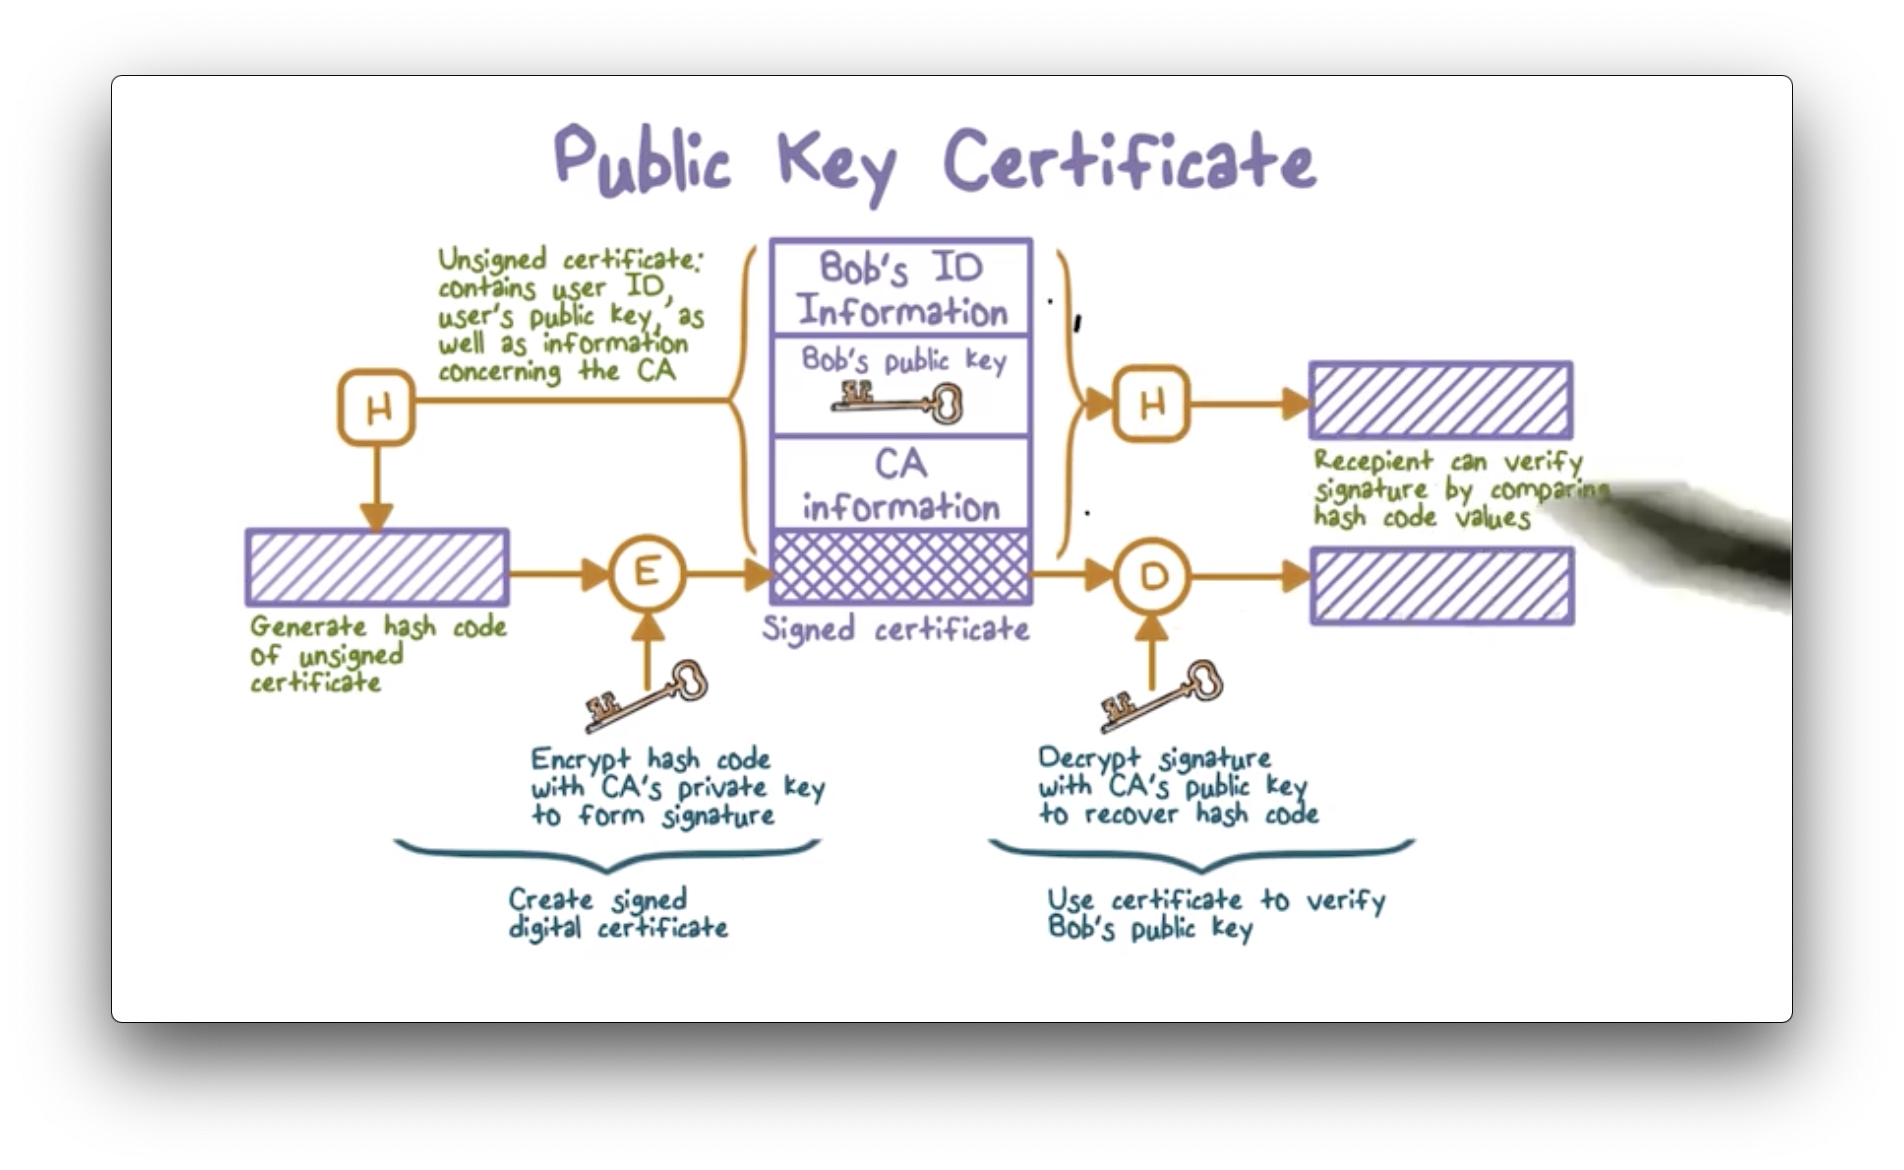 Public Key Certificate
Unsigned certificate:
contains user ID,
user's public key, as
well as information
concerning the CA
Bob's ID
Information
Bob's public key
CA
information
Signed certificate
H
H
E
D
Generate hash code
of unsigned
certificate
Recepient can verify
signature by comparing
hash code values
Encrypt hash code
with CA's private key
to form signature
Decrypt signature
with CA's public key
to recover hash code
Create signed
digital certificate
Use certificate to verify
Bob's public key